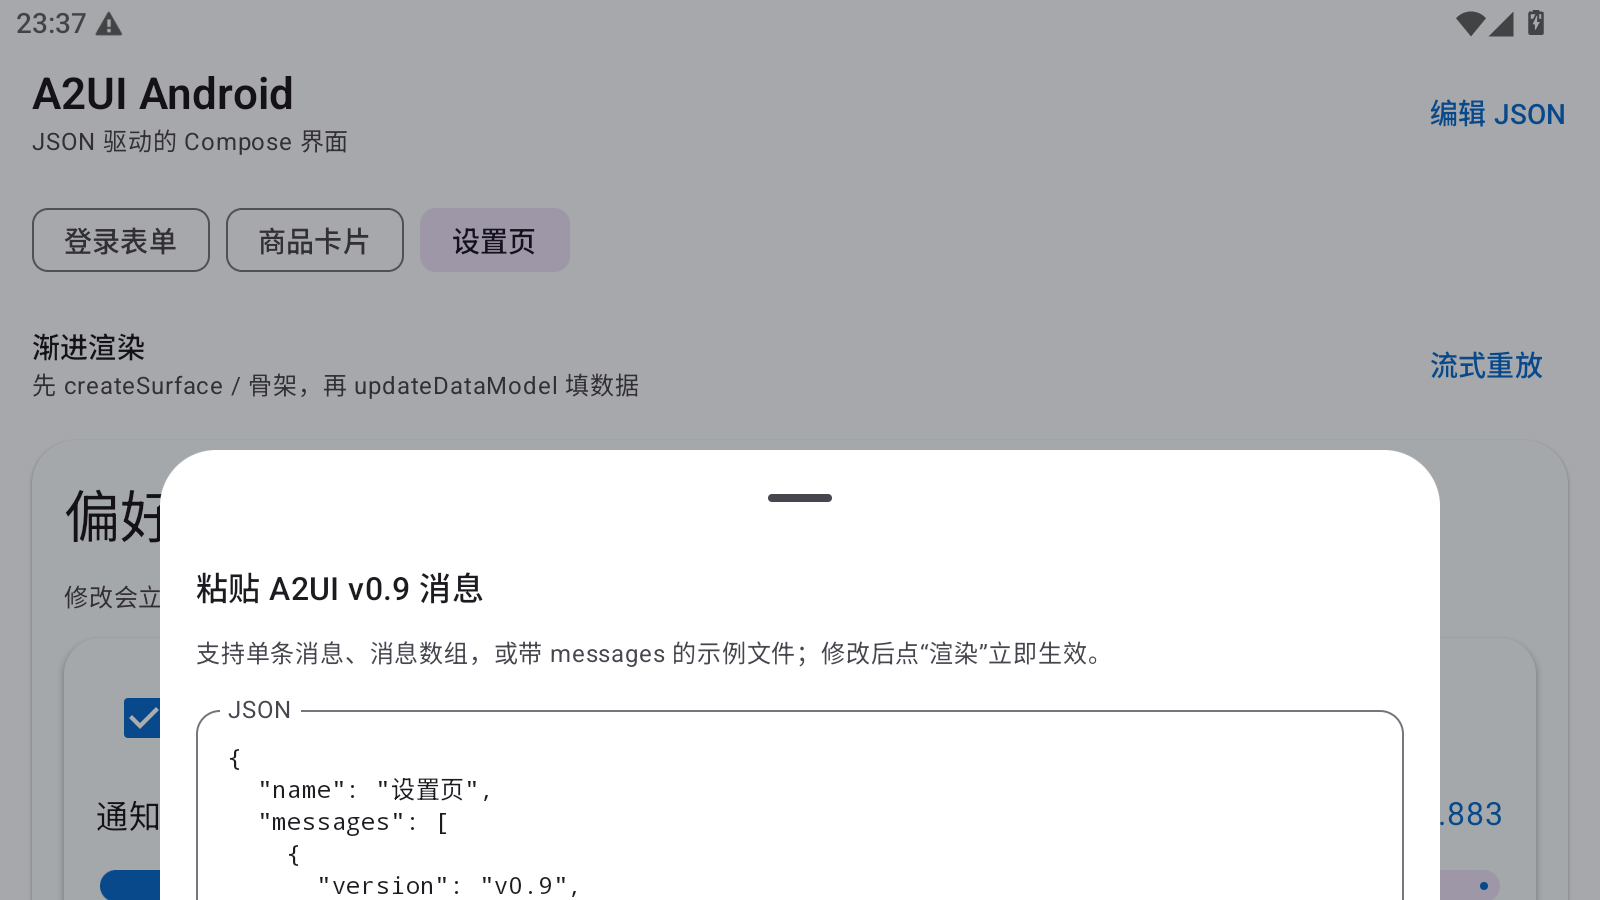 23:37
A2UI Android
JSON 驱动的 Compose 界面
编辑 JSON
登录表单
商品卡片
设置页
渐进渲染
先 createSurface / 骨架，再 updateDataModel 填数据
流式重放
偏好
修改会立
通知
.883
粘贴 A2UI v0.9 消息
支持单条消息、消息数组，或带 messages 的示例文件；修改后点“渲染”立即生效。
JSON
{
"name": "设置页",
"messages": [
{
"version": "v0.9",